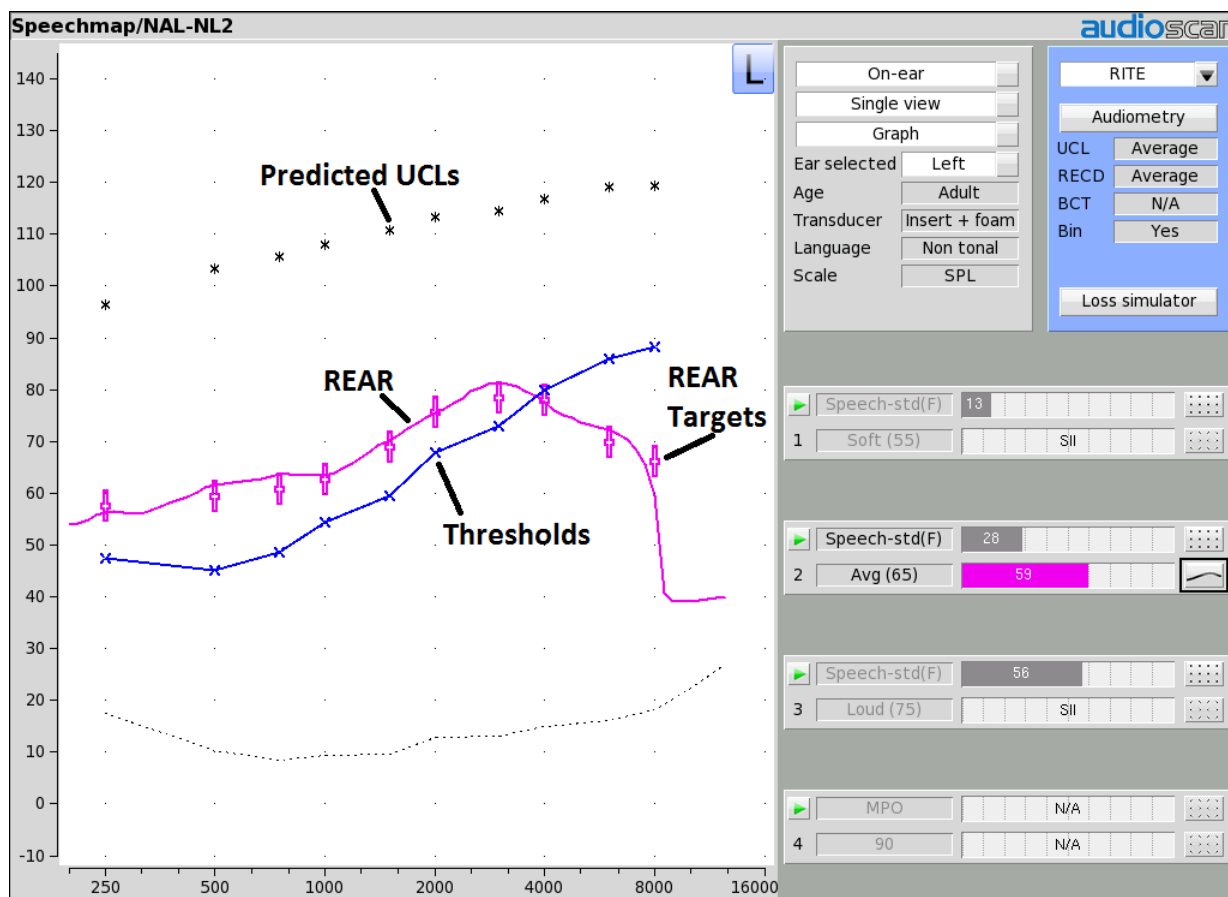 Speechmap/NAL-NL2
audioscan
L
140
130
120
110
100
90
80
70
60
50
40
30
20
10
0
-10
250
500
1000
2000
4000
8000
16000
Predicted UCLs
REAR
REAR
Targets
Thresholds
On-ear
Single view
Graph
Ear selected Left
Age Adult
Transducer Insert + foam
Language Non tonal
Scale SPL
RITE
Audiometry
UCL Average
RECD Average
BCT N/A
Bin Yes
Loss simulator
Speech-std(F) 13
1 Soft (55) SII
Speech-std(F) 28
2 Avg (65) 59
Speech-std(F) 56
3 Loud (75) SII
MPO N/A
4 90 N/A